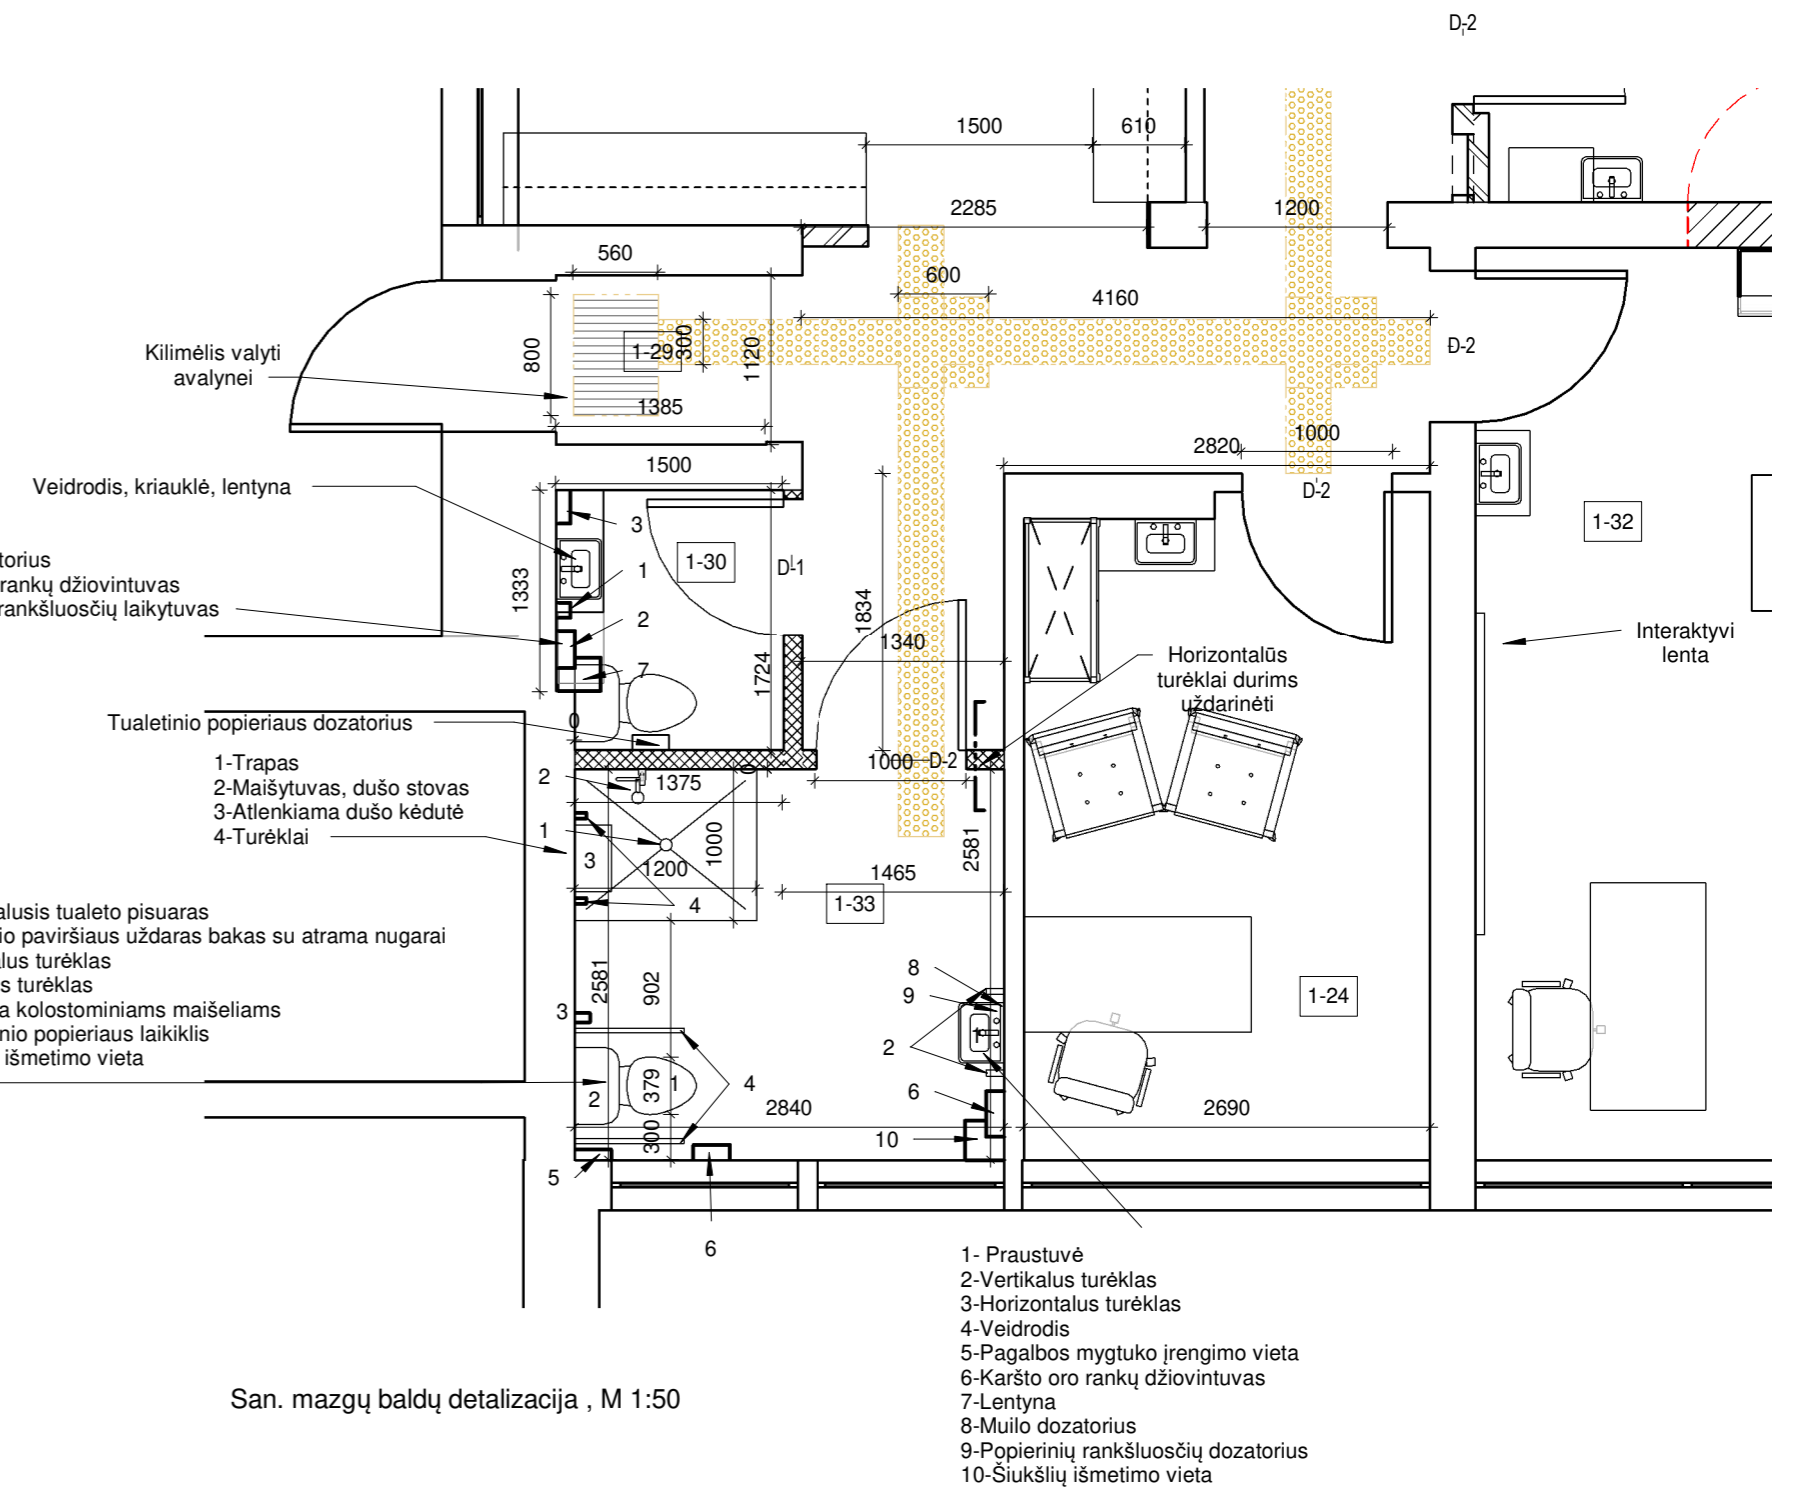 D-2
1500
610
2285
1200
560
600
4160
1-29
300
1120
800
D-2
Kilimėlis valyti
avalynei
1385
1000
2820
1500
D-2
Veidrodis, kriauklė, lentyna
3
1-30
1-32
torius
rankų džiovintuvas
rankšluosčių laikytuvas
1
D-1
1333
2
1834
1340
Interaktyvi
lenta
Horizontalūs
turėklai durims
uždarinėti
7
1724
Tualetinio popieriaus dozatorius
0
1-Trapas
2-Maišytuvas, dušo stovas
3-Atlenkiama dušo kėdutė
4-Turėklai
2
1375
0
1000
D-2
1
3
1200
1000
2581
1465
4
1-33
alusis tualeto pisuaras
io paviršiaus uždaras bakas su atrama nugarai
alus turėklas
s turėklas
a kolostominiams maišeliams
nio popieriaus laikiklis
išmetimo vieta
2581
902
8
9
1-24
3
2
379
1
4
2
6
2840
2690
300
10
5
6
1- Praustuvė
2-Vertikalus turėklas
3-Horizontalus turėklas
4-Veidrodis
5-Pagalbos mygtuko įrengimo vieta
6-Karšto oro rankų džiovintuvas
7-Lentyna
8-Muilo dozatorius
9-Popierinių rankšluosčių dozatorius
10-Šiukšlių išmetimo vieta
San. mazgų baldų detalizacija , M 1:50